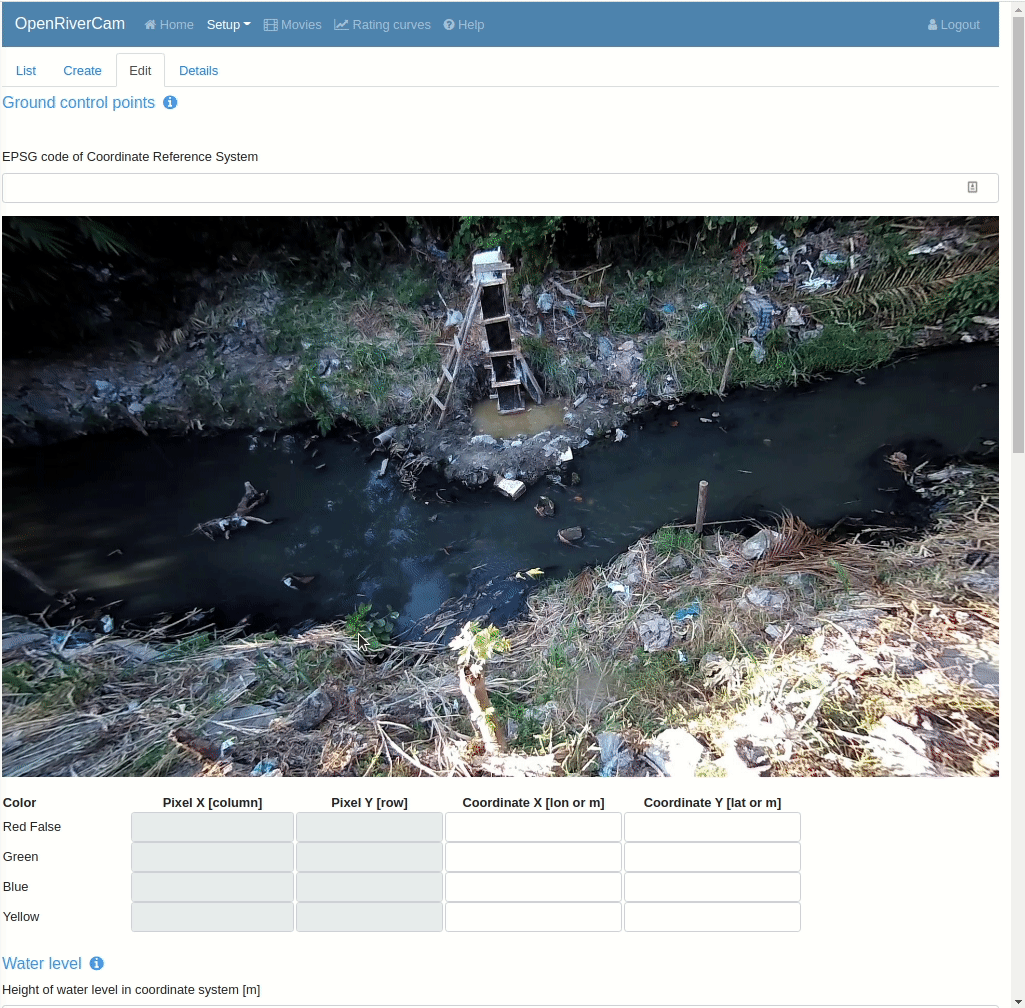 OpenRiverCam Home Setup Movies Rating curves Help Logout
List Create Edit Details
Ground control points
EPSG code of Coordinate Reference System
Color Pixel X [column] Pixel Y [row] Coordinate X [lon or m] Coordinate Y [lat or m]
Red False
Green
Blue
Yellow
Water level
Height of water level in coordinate system [m]